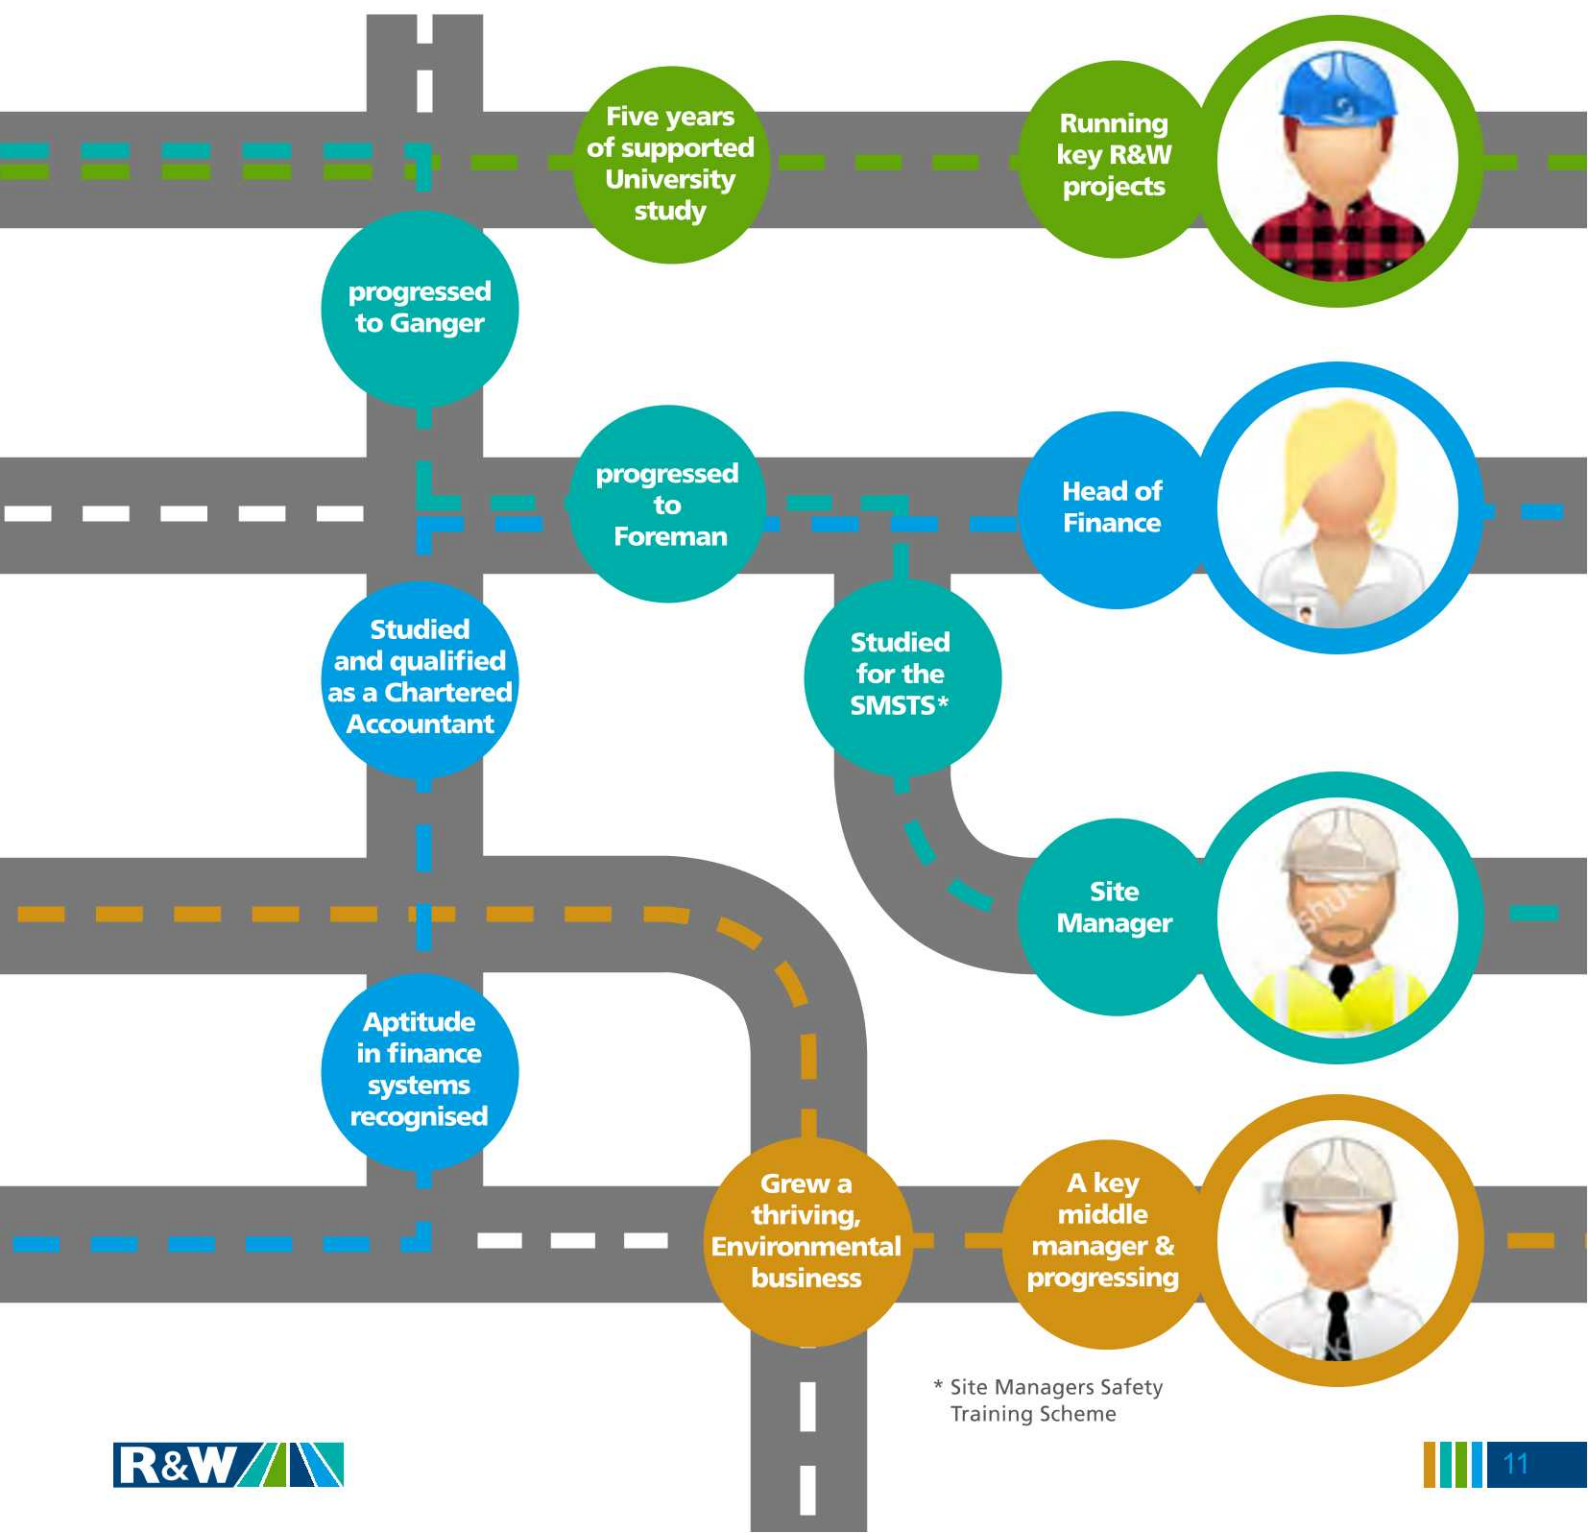 Five years
of supported
University
study
Running
key R&W
projects
progressed
to Ganger
progressed
to
Foreman
Head of
Finance
Studied
and qualified
as a Chartered
Accountant
Studied
for the
SMSTS*
Site
Manager
Aptitude
in finance
systems
recognised
Grew a
thriving,
Environmental
business
A key
middle
manager &
progressing
* Site Managers Safety
Training Scheme
R&W
11